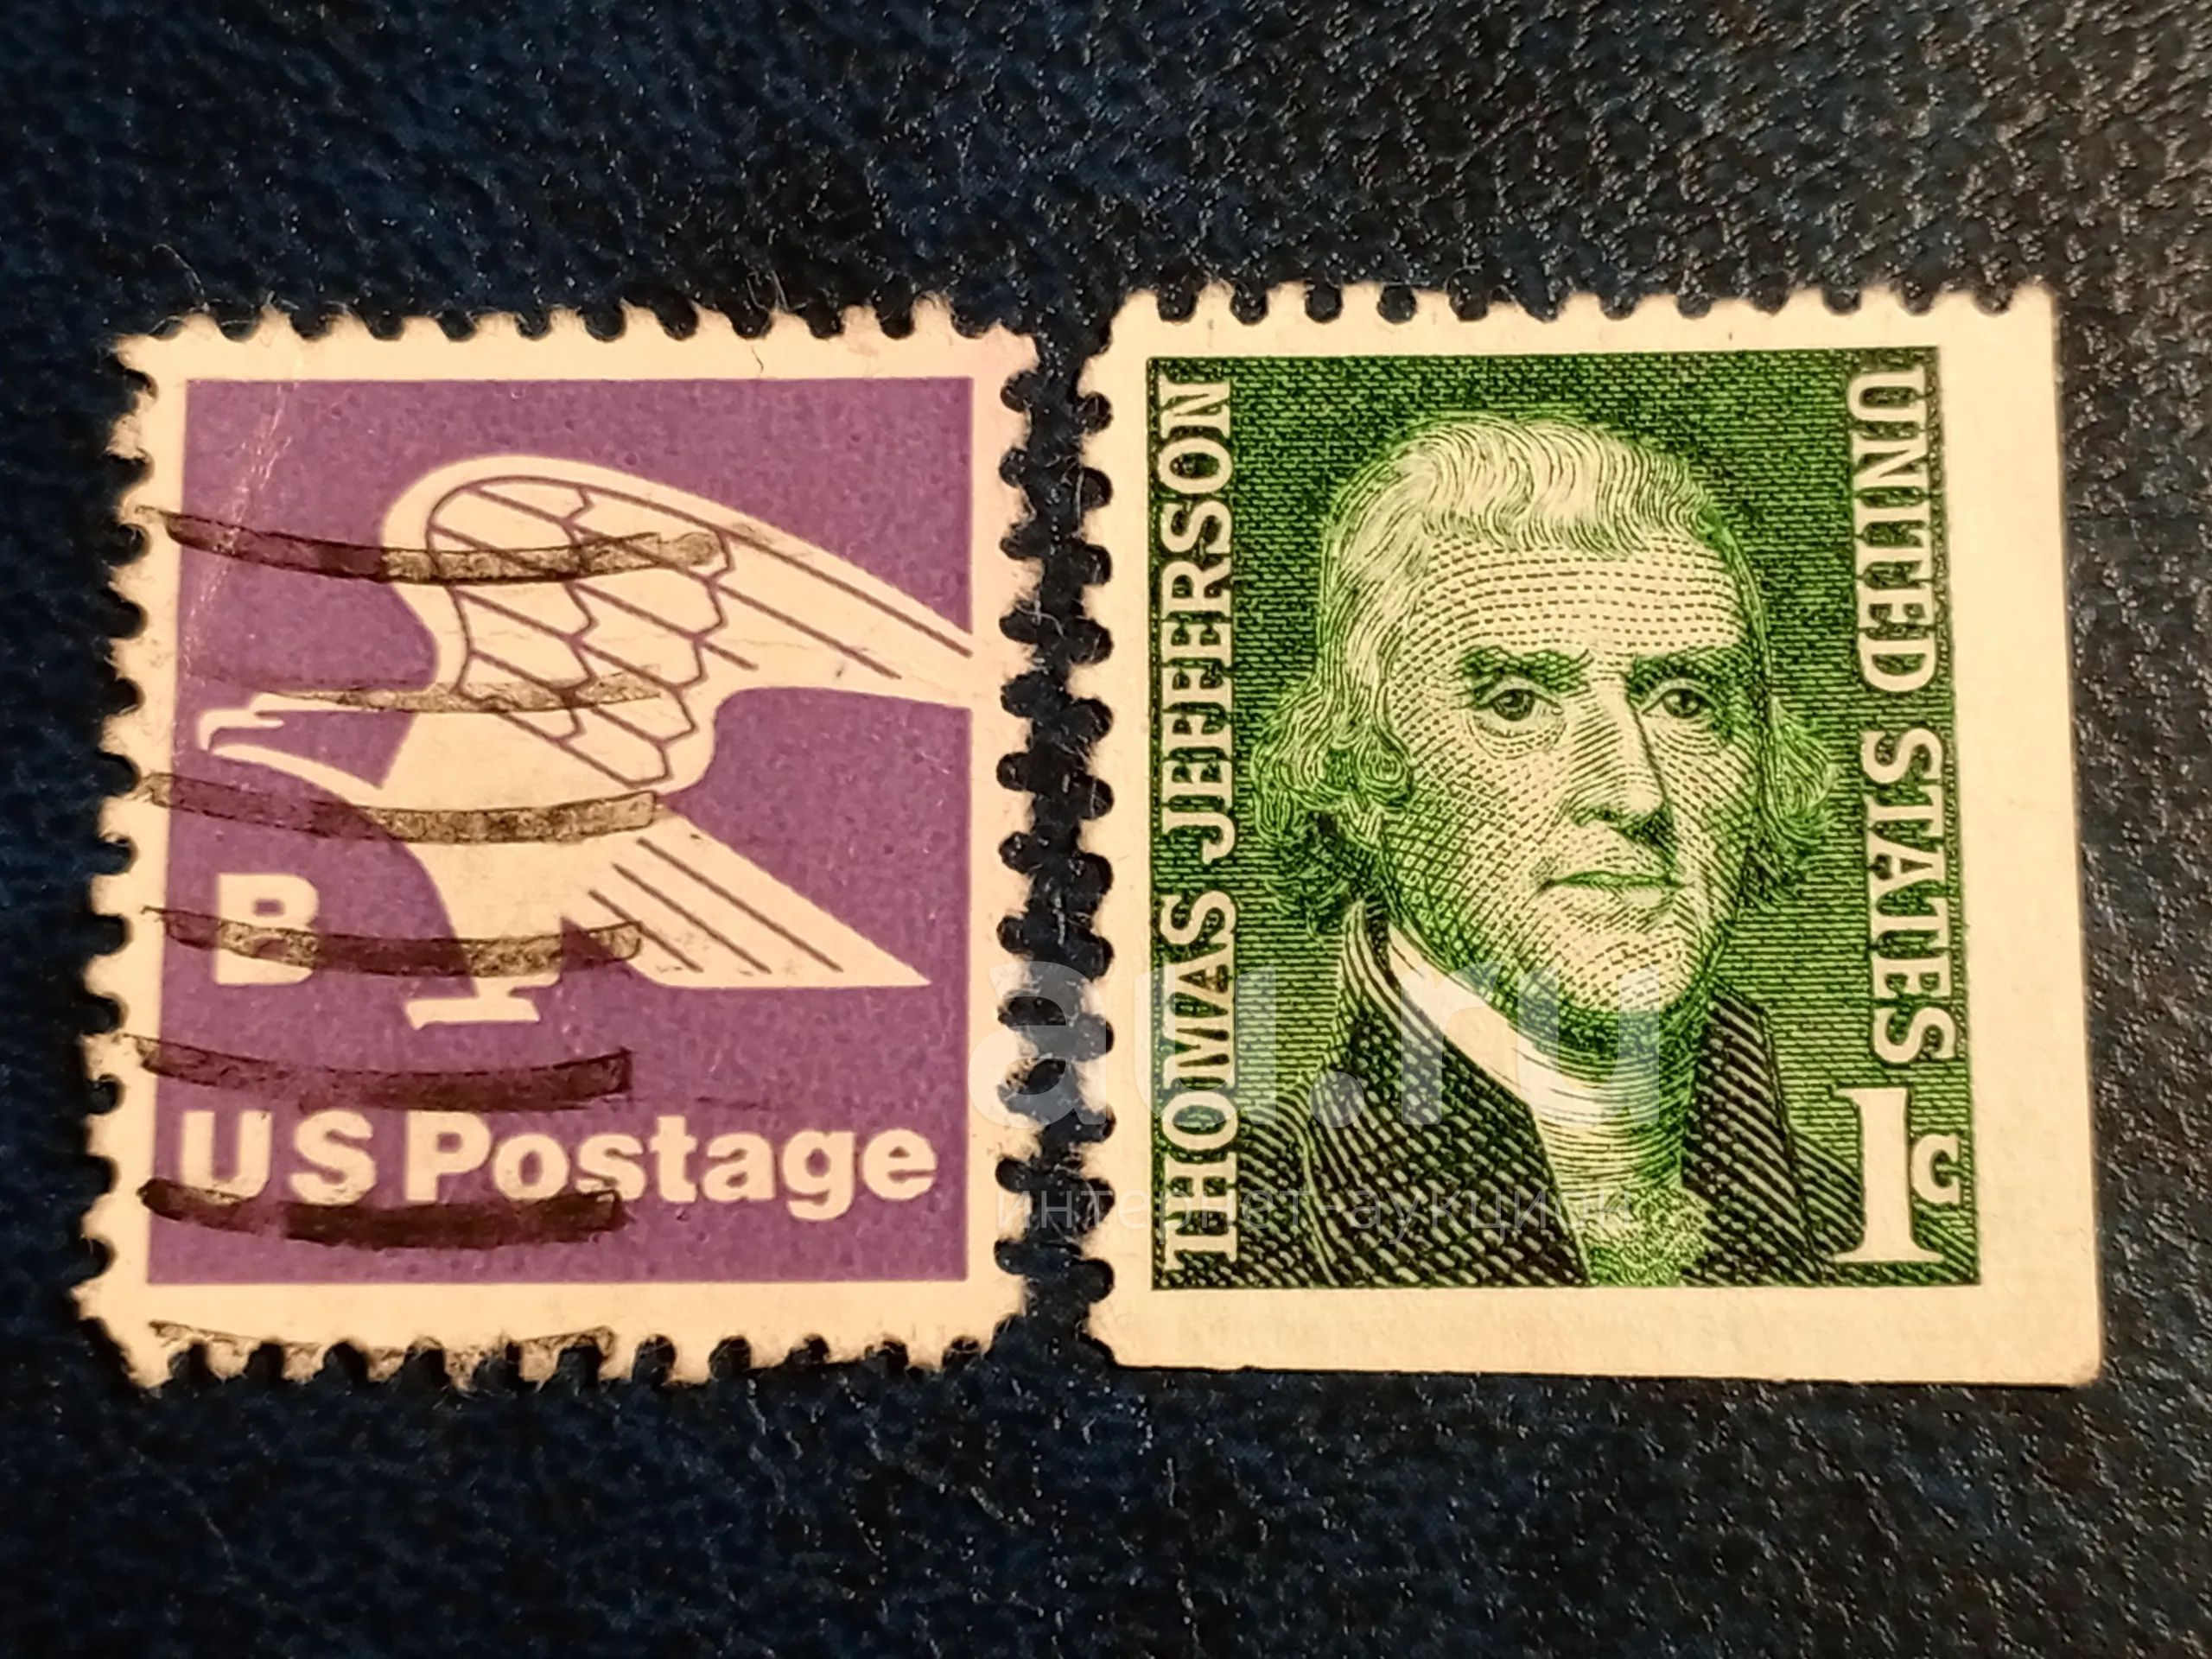 B
US Postage
THOMAS JEFFERSON
UNITED STATES
1c
au.ru
интернет-аукцион